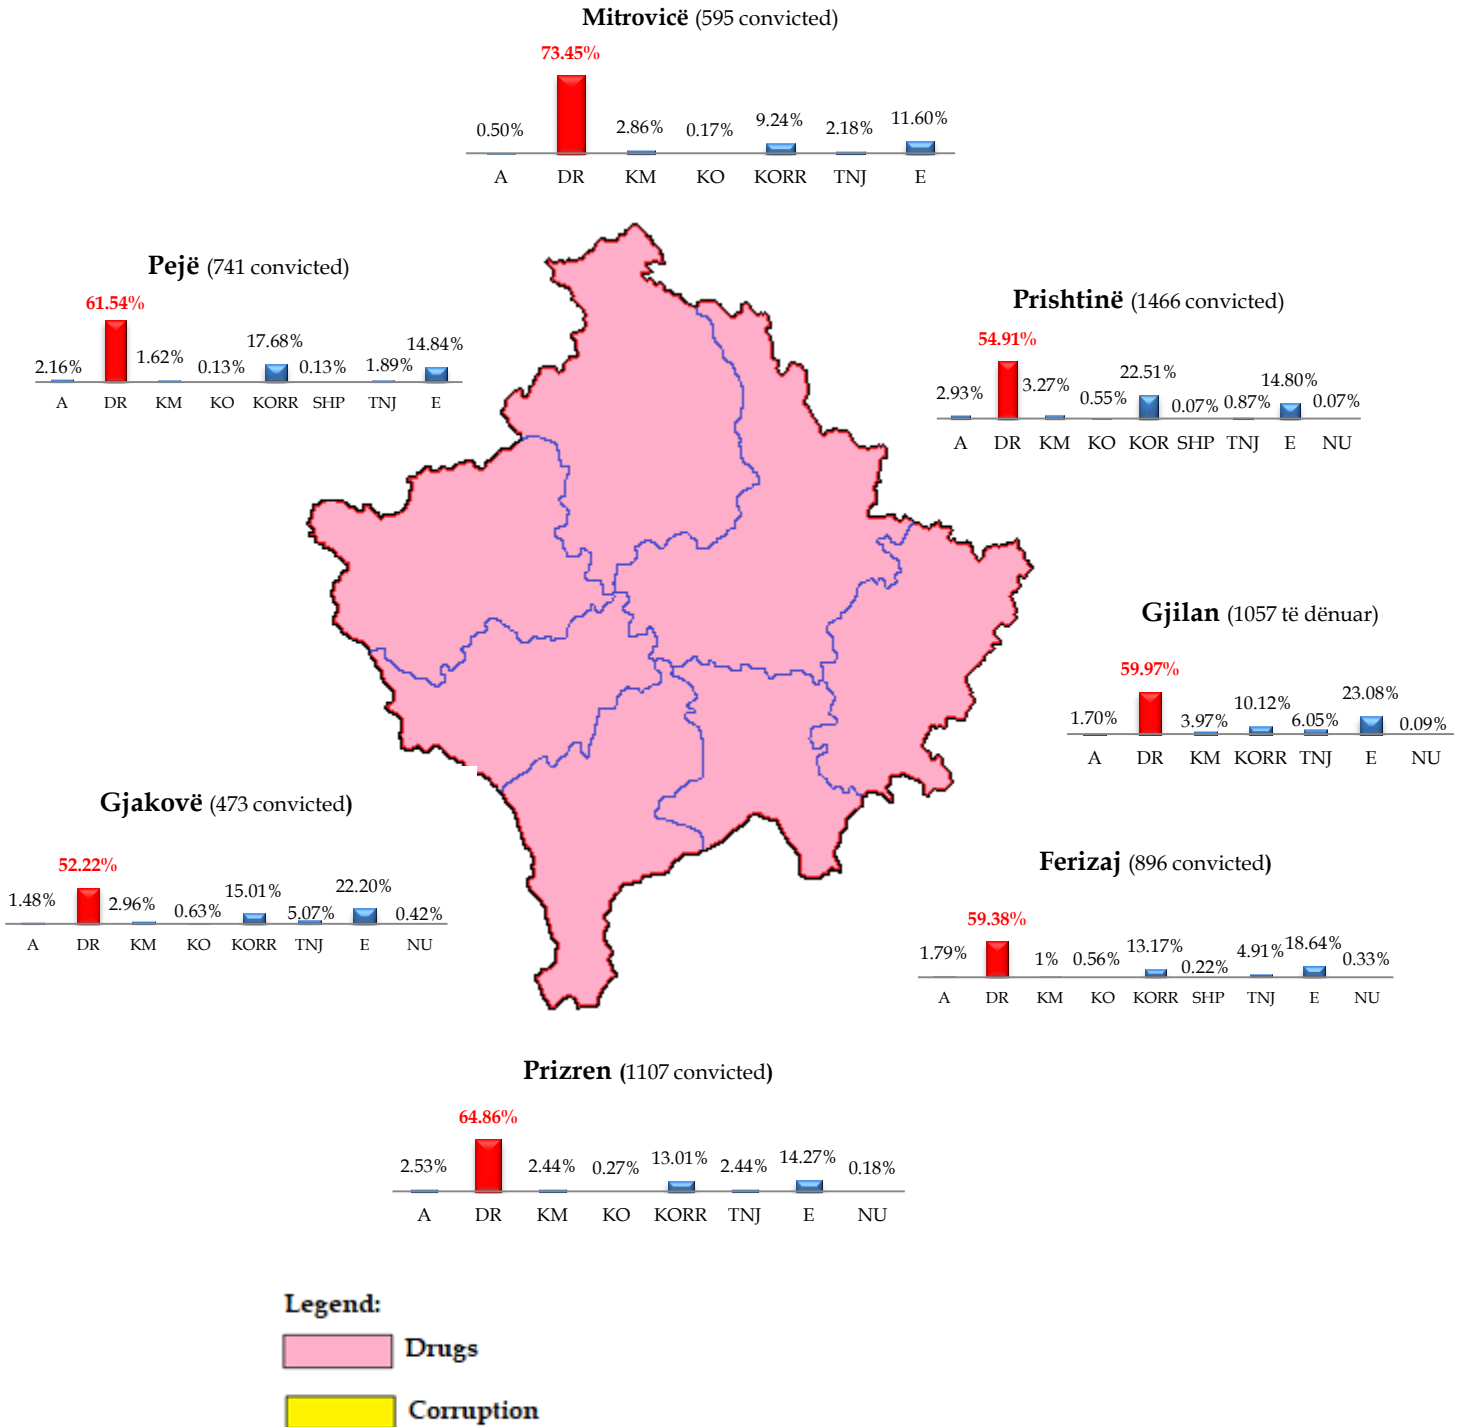 Mitrovicë (595 convicted)
73.45%
0.50% 2.86% 0.17% 9.24% 2.18% 11.60%
A DR KM KO KORR TNJ E
Pejë (741 convicted)
61.54%
2.16% 1.62% 0.13% 17.68% 0.13% 1.89% 14.84%
A DR KM KO KORR SHP TNJ E
Prishtinë (1466 convicted)
54.91%
2.93% 3.27% 0.55% 22.51% 0.07% 0.87% 14.80% 0.07%
A DR KM KO KOR SHP TNJ E NU
Gjilan (1057 të dënuar)
59.97%
1.70% 3.97% 10.12% 6.05% 23.08% 0.09%
A DR KM KORR TNJ E NU
Gjakovë (473 convicted)
52.22%
1.48% 2.96% 0.63% 15.01% 5.07% 22.20% 0.42%
A DR KM KO KORR TNJ E NU
Ferizaj (896 convicted)
59.38%
1.79% 1% 0.56% 13.17% 0.22% 4.91% 18.64% 0.33%
A DR KM KO KORR SHP TNJ E NU
Prizren (1107 convicted)
64.86%
2.53% 2.44% 0.27% 13.01% 2.44% 14.27% 0.18%
A DR KM KO KORR TNJ E NU
Legend:
Drugs
Corruption